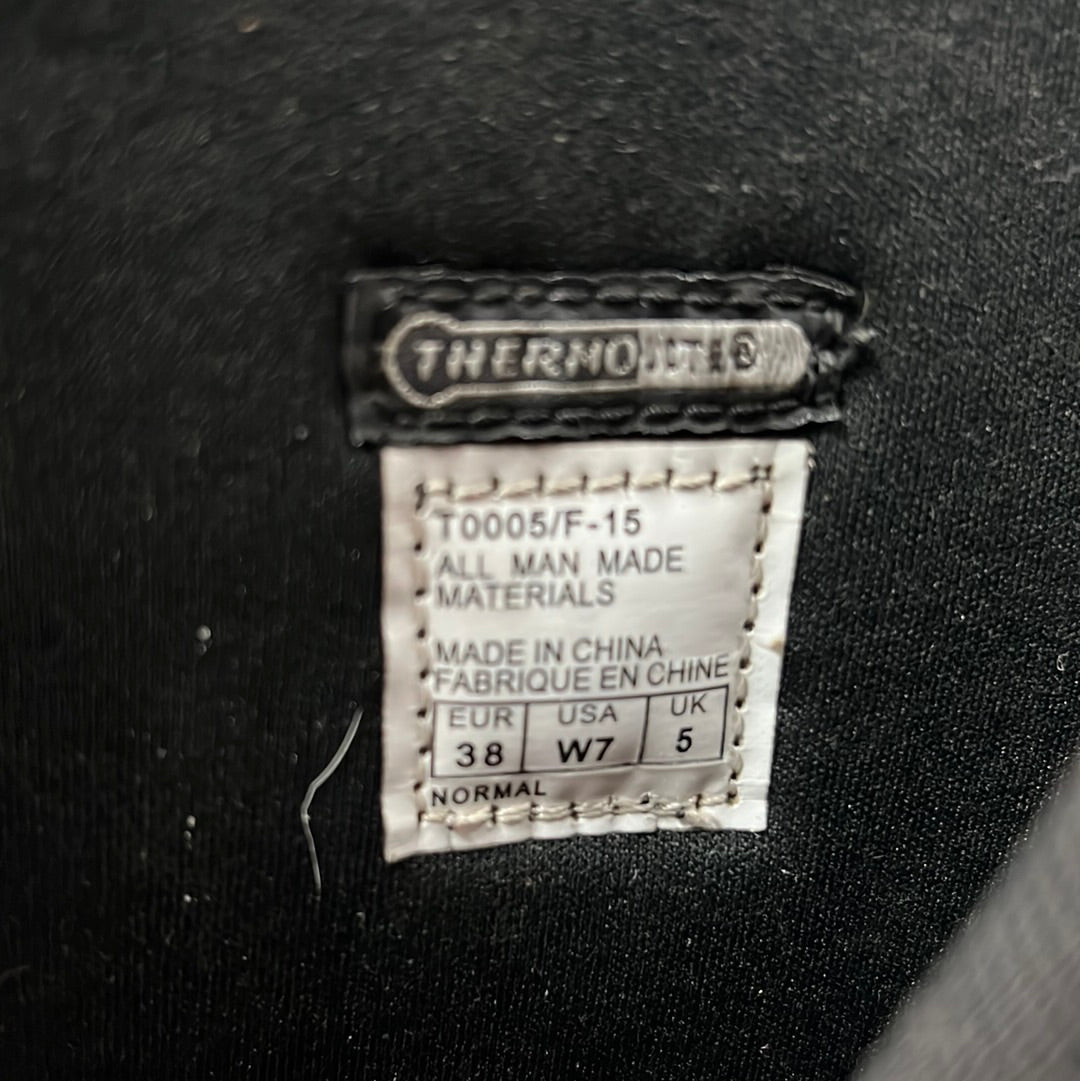 THERMOLITE®
T0005/F-15
ALL MAN MADE
MATERIALS
MADE IN CHINA
FABRIQUE EN CHINE
EUR USA UK
38 W7 5
NORMAL